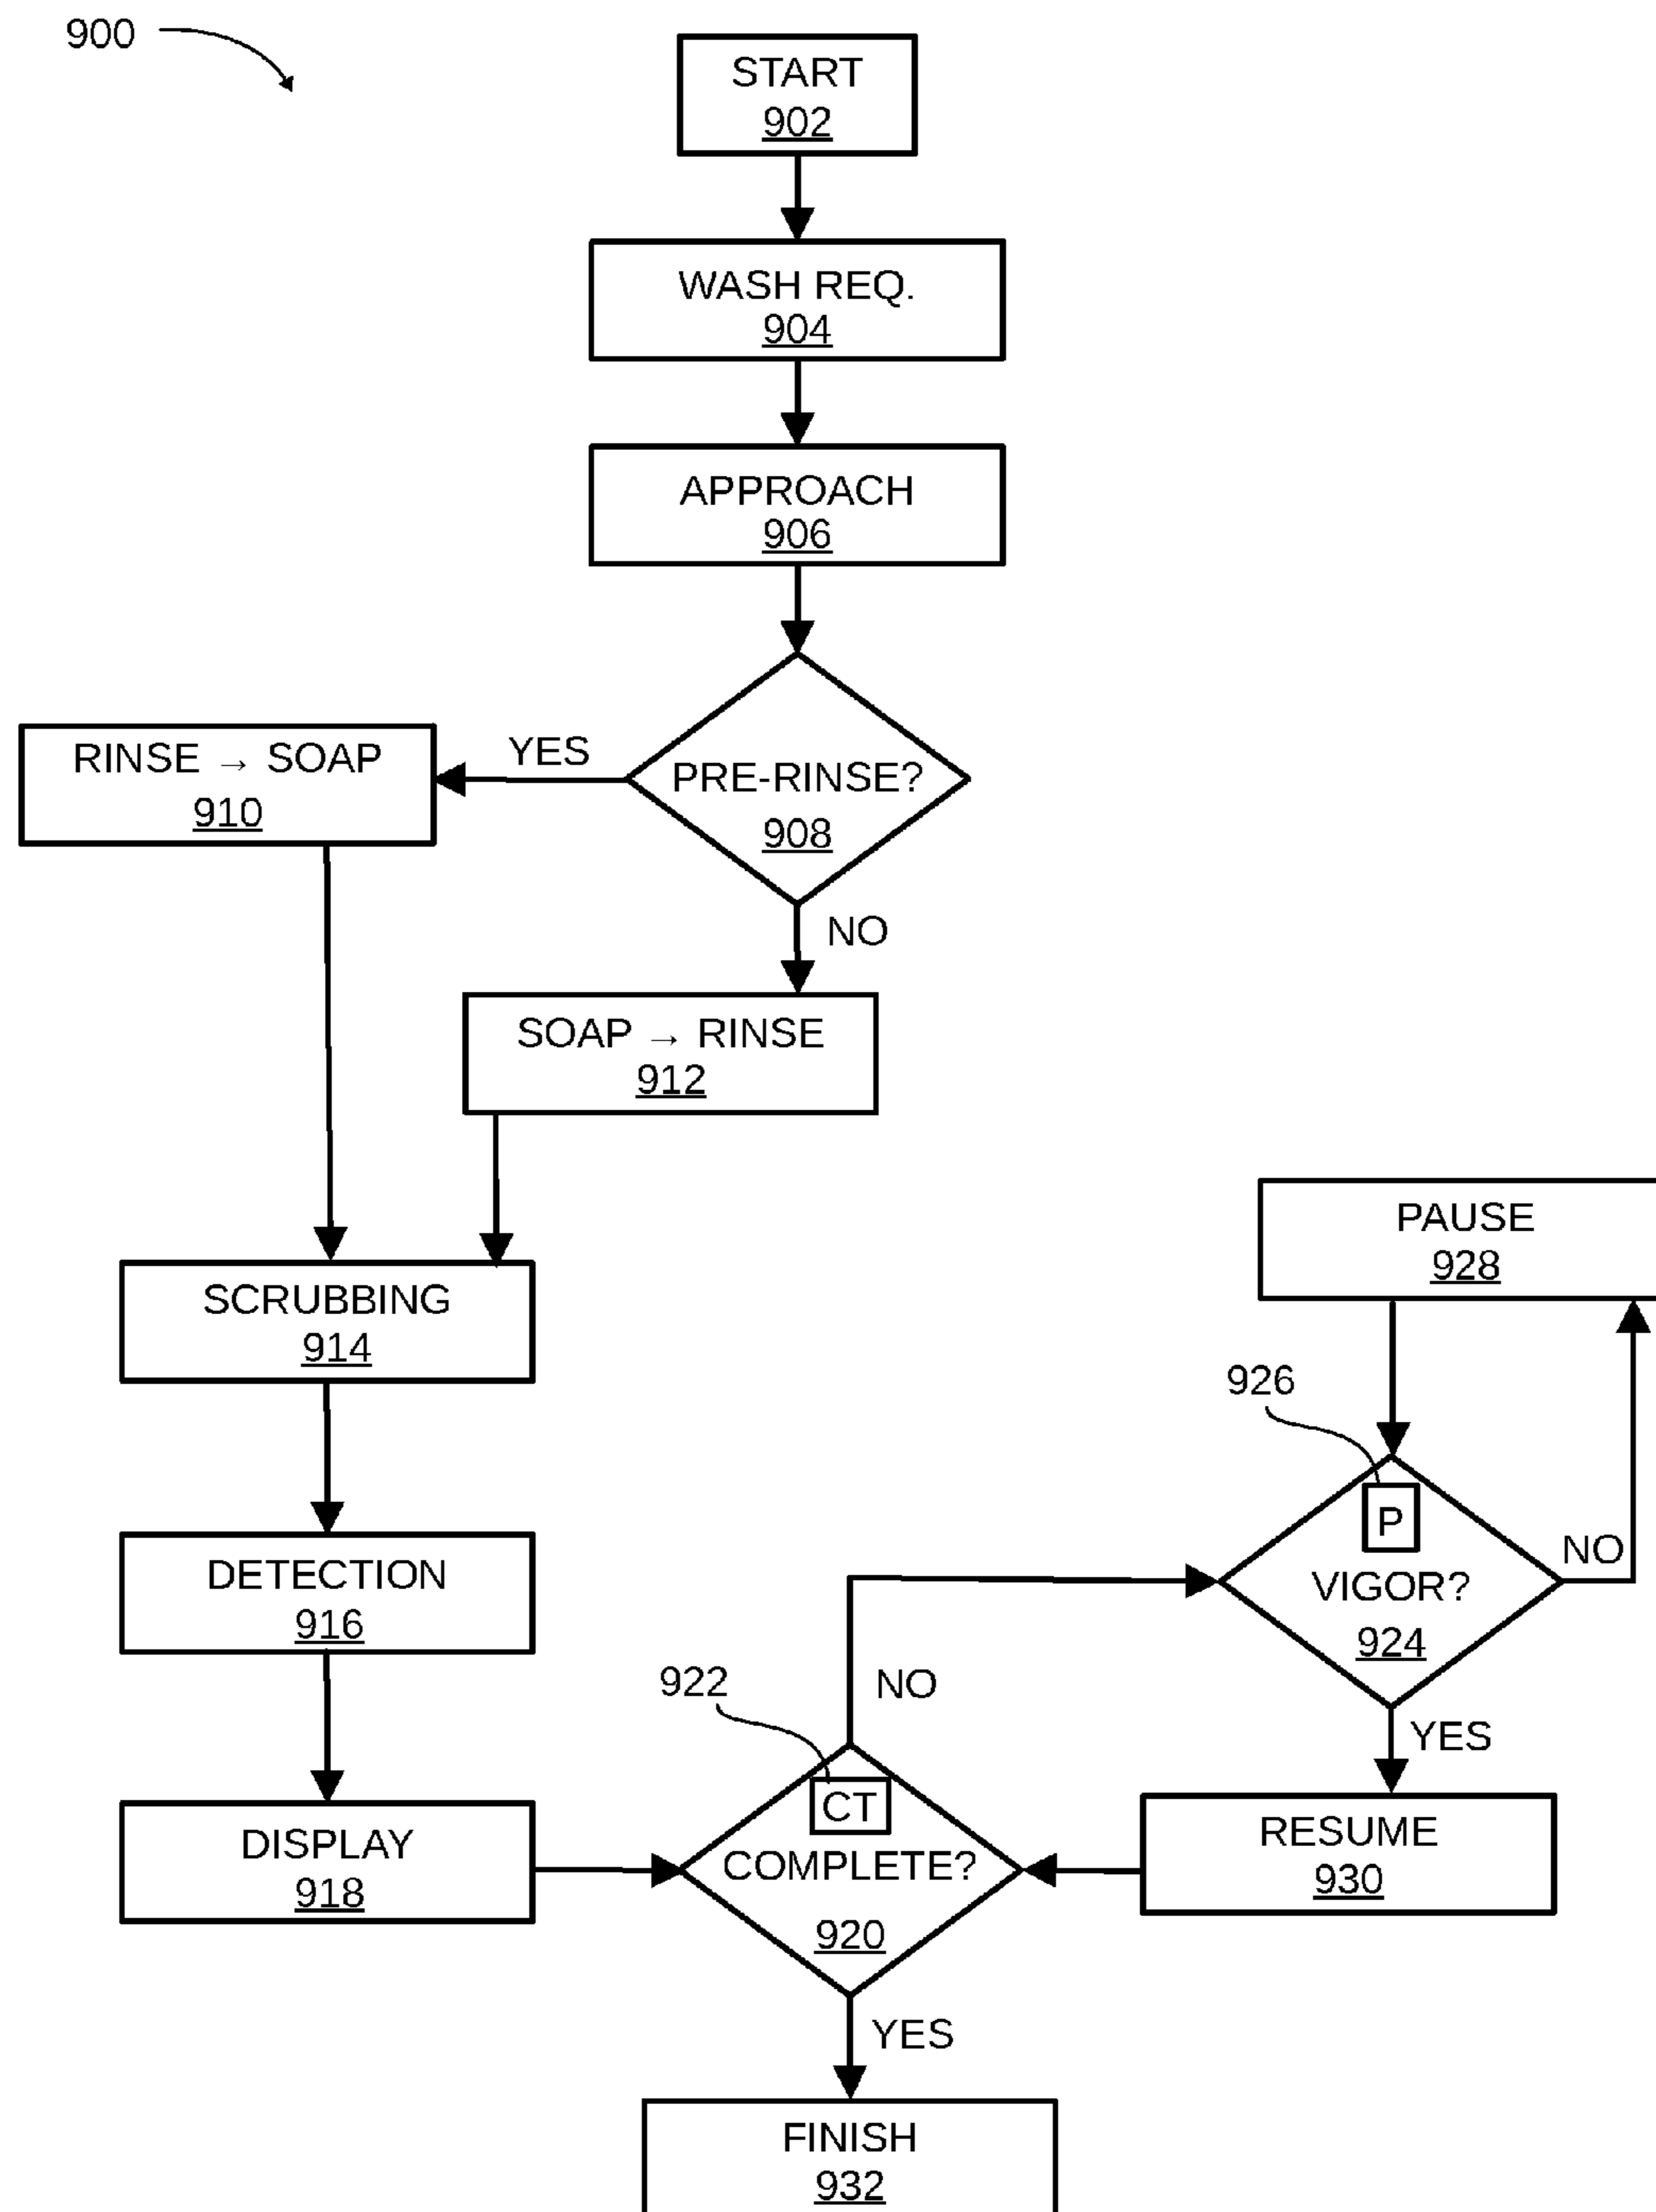 900
START
902
WASH REQ.
904
APPROACH
906
RINSE → SOAP
910
YES
PRE-RINSE?
908
NO
SOAP → RINSE
912
PAUSE
928
SCRUBBING
914
926
P
NO
VIGOR?
924
DETECTION
916
922
NO
YES
CT
COMPLETE?
920
DISPLAY
918
RESUME
930
YES
FINISH
932